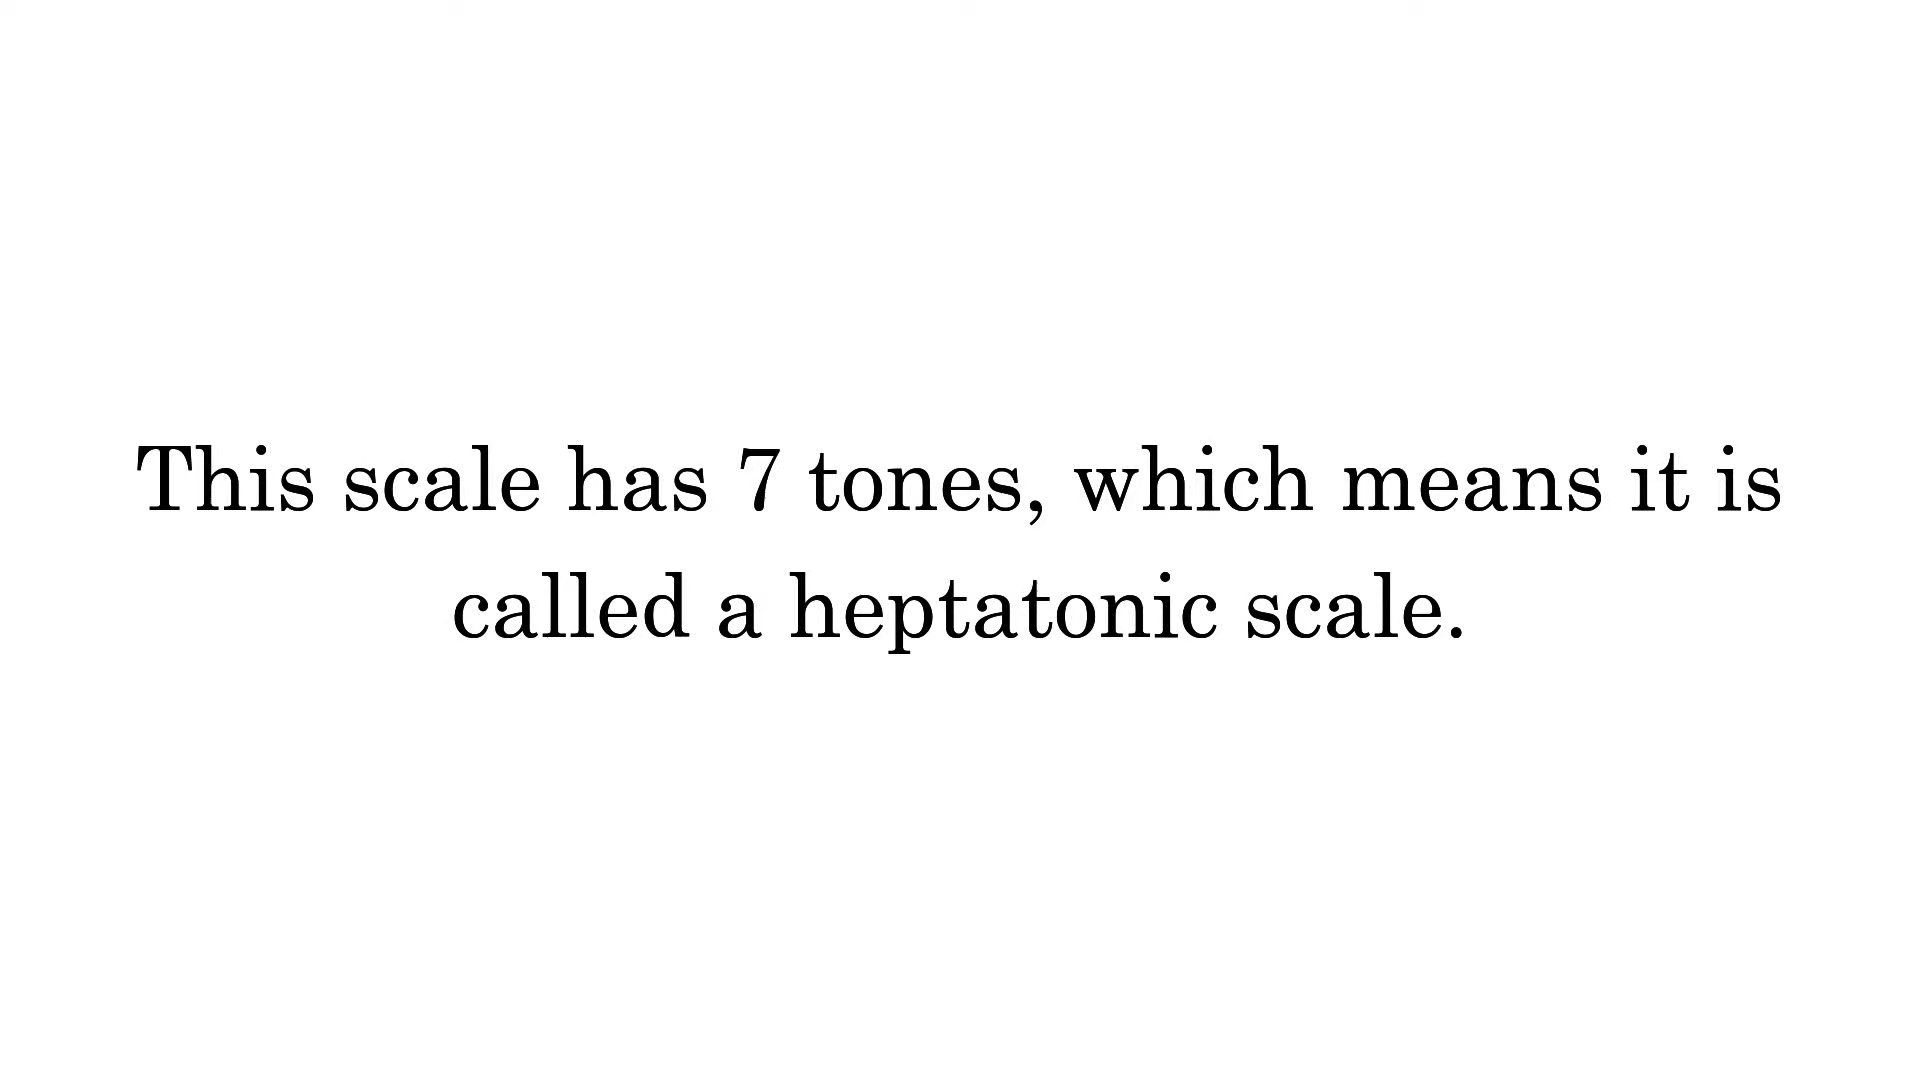 This scale has 7 tones, which means it is
called a heptatonic scale.